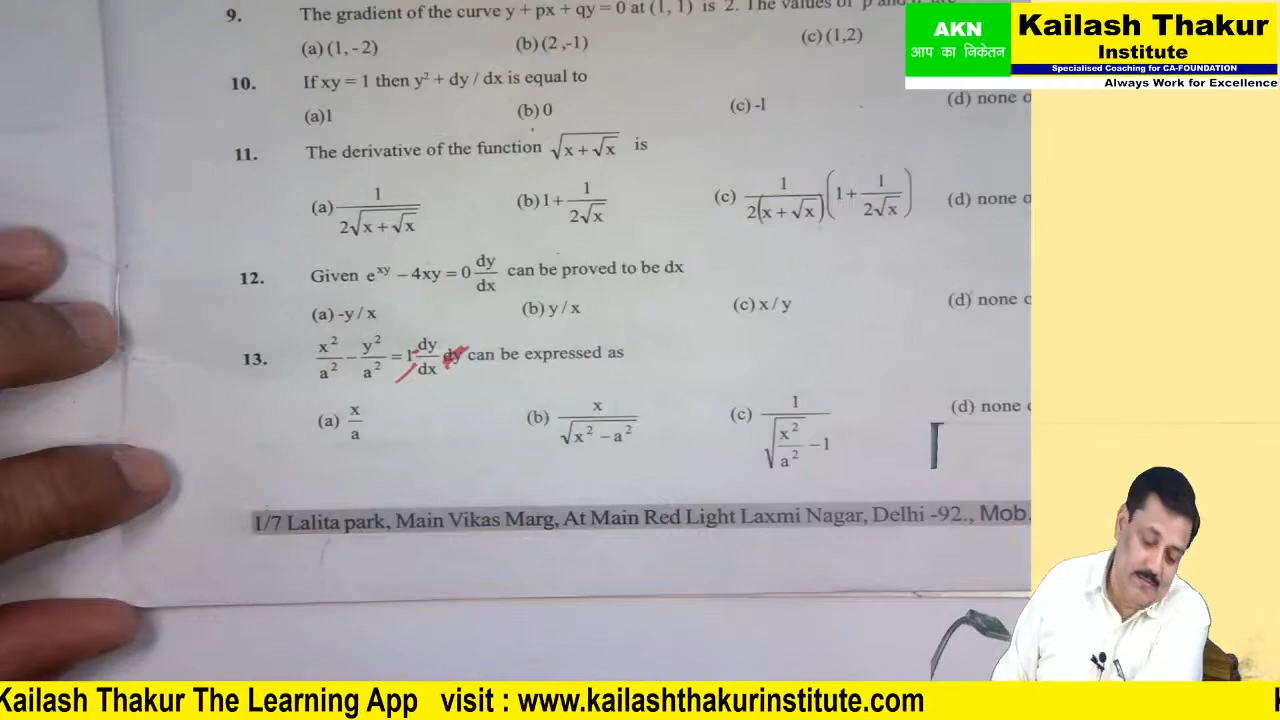 9. The gradient of the curve y + px + qy = 0 at (1, 1) is 2. The values of p
(a) (1, - 2) (b) (2 ,-1) (c) (1,2)
AKN
आप का निकेतन
Kailash Thakur
Institute
Specialised Coaching for CA-FOUNDATION
Always Work for Excellence
10. If xy = 1 then y² + dy / dx is equal to
(a)1 (b) 0 (c) -1 (d) none
11. The derivative of the function √(x + √x) is
(a) 1/(2√(x + √x)) (b) 1 + 1/(2√x) (c) 1/(2(x + √x)) (1 + 1/(2√x)) (d) none
12. Given e^xy − 4xy = 0 dy/dx can be proved to be dx
(a) -y / x (b) y / x (c) x / y (d) none
13. x²/a² − y²/a² = 1 dy/dx dy can be expressed as
(a) x/a (b) x/√(x² − a²) (c) 1/√(x²/a² − 1) (d) none
1/7 Lalita park, Main Vikas Marg, At Main Red Light Laxmi Nagar, Delhi -92., Mob.
Kailash Thakur The Learning App visit : www.kailashthakurinstitute.com